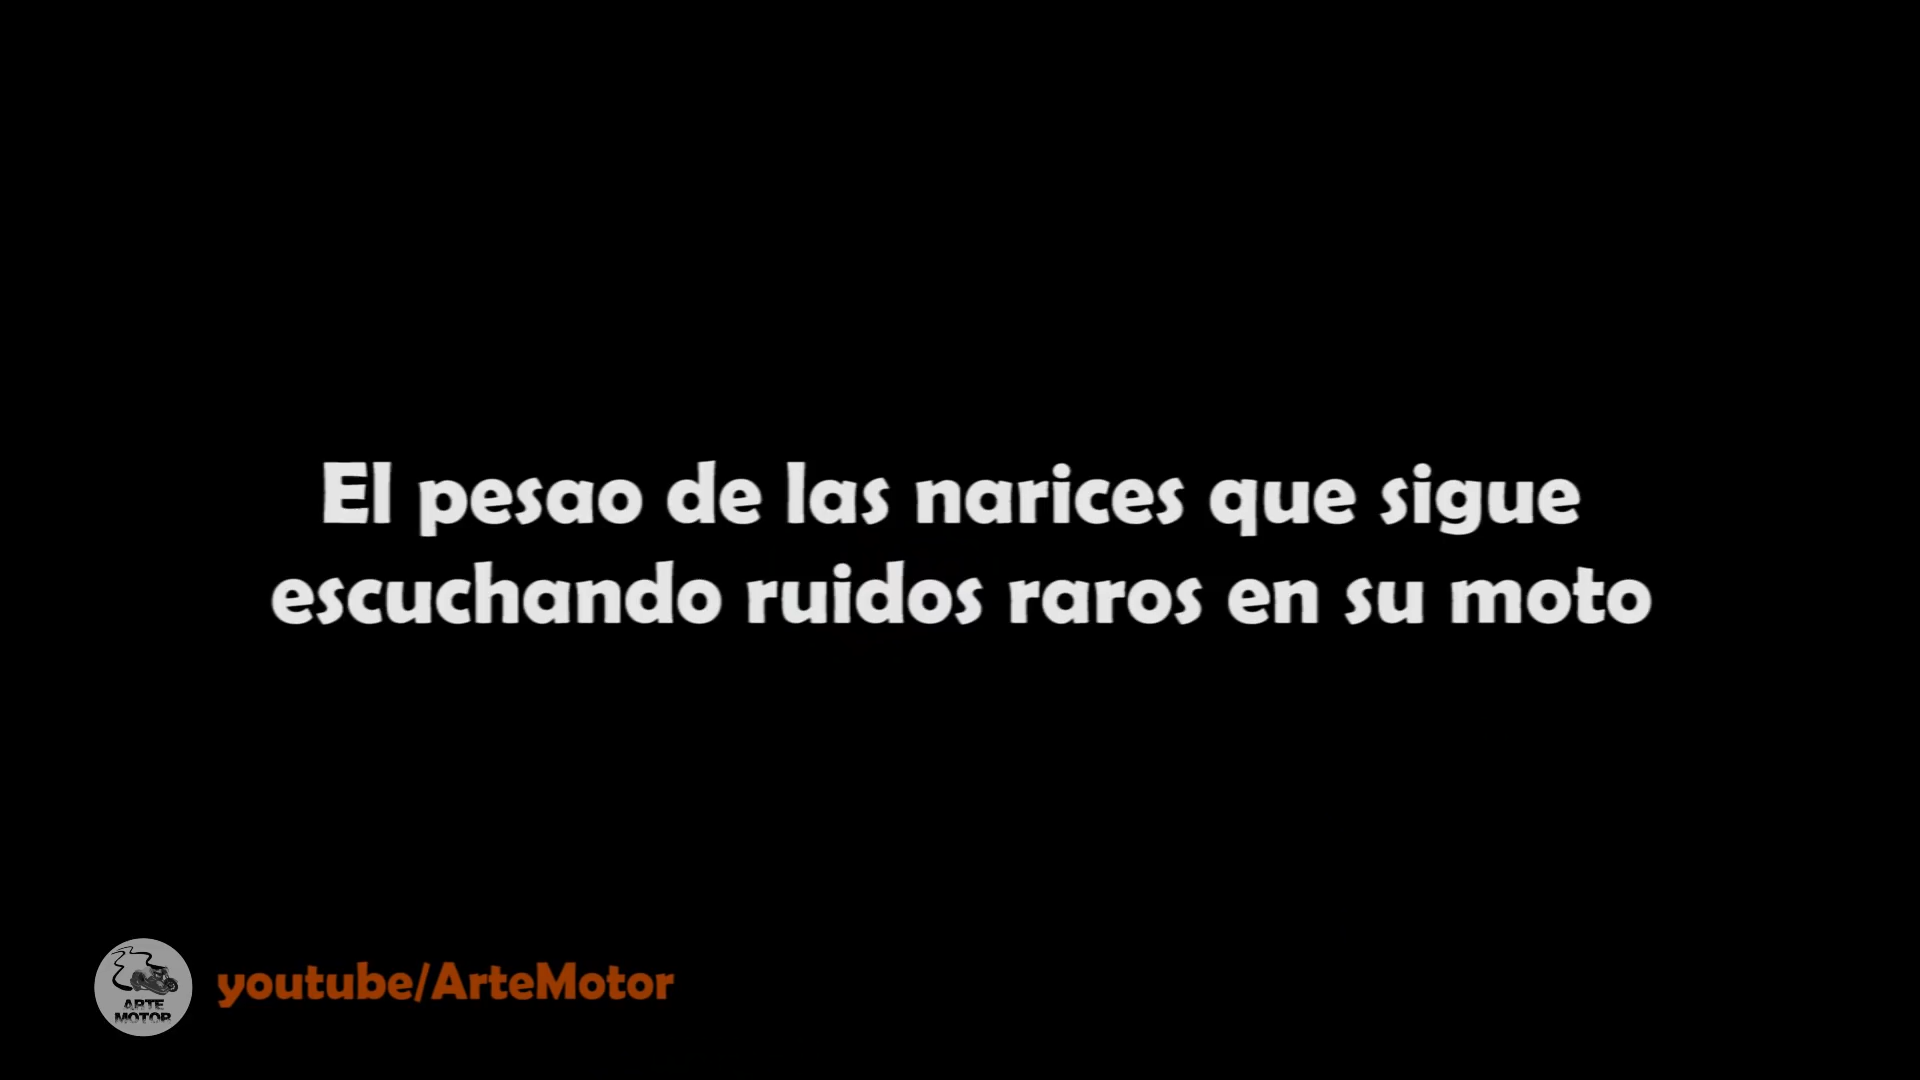 El pesao de las narices que sigue
escuchando ruidos raros en su moto
ARTE
MOTOR
youtube/ArteMotor